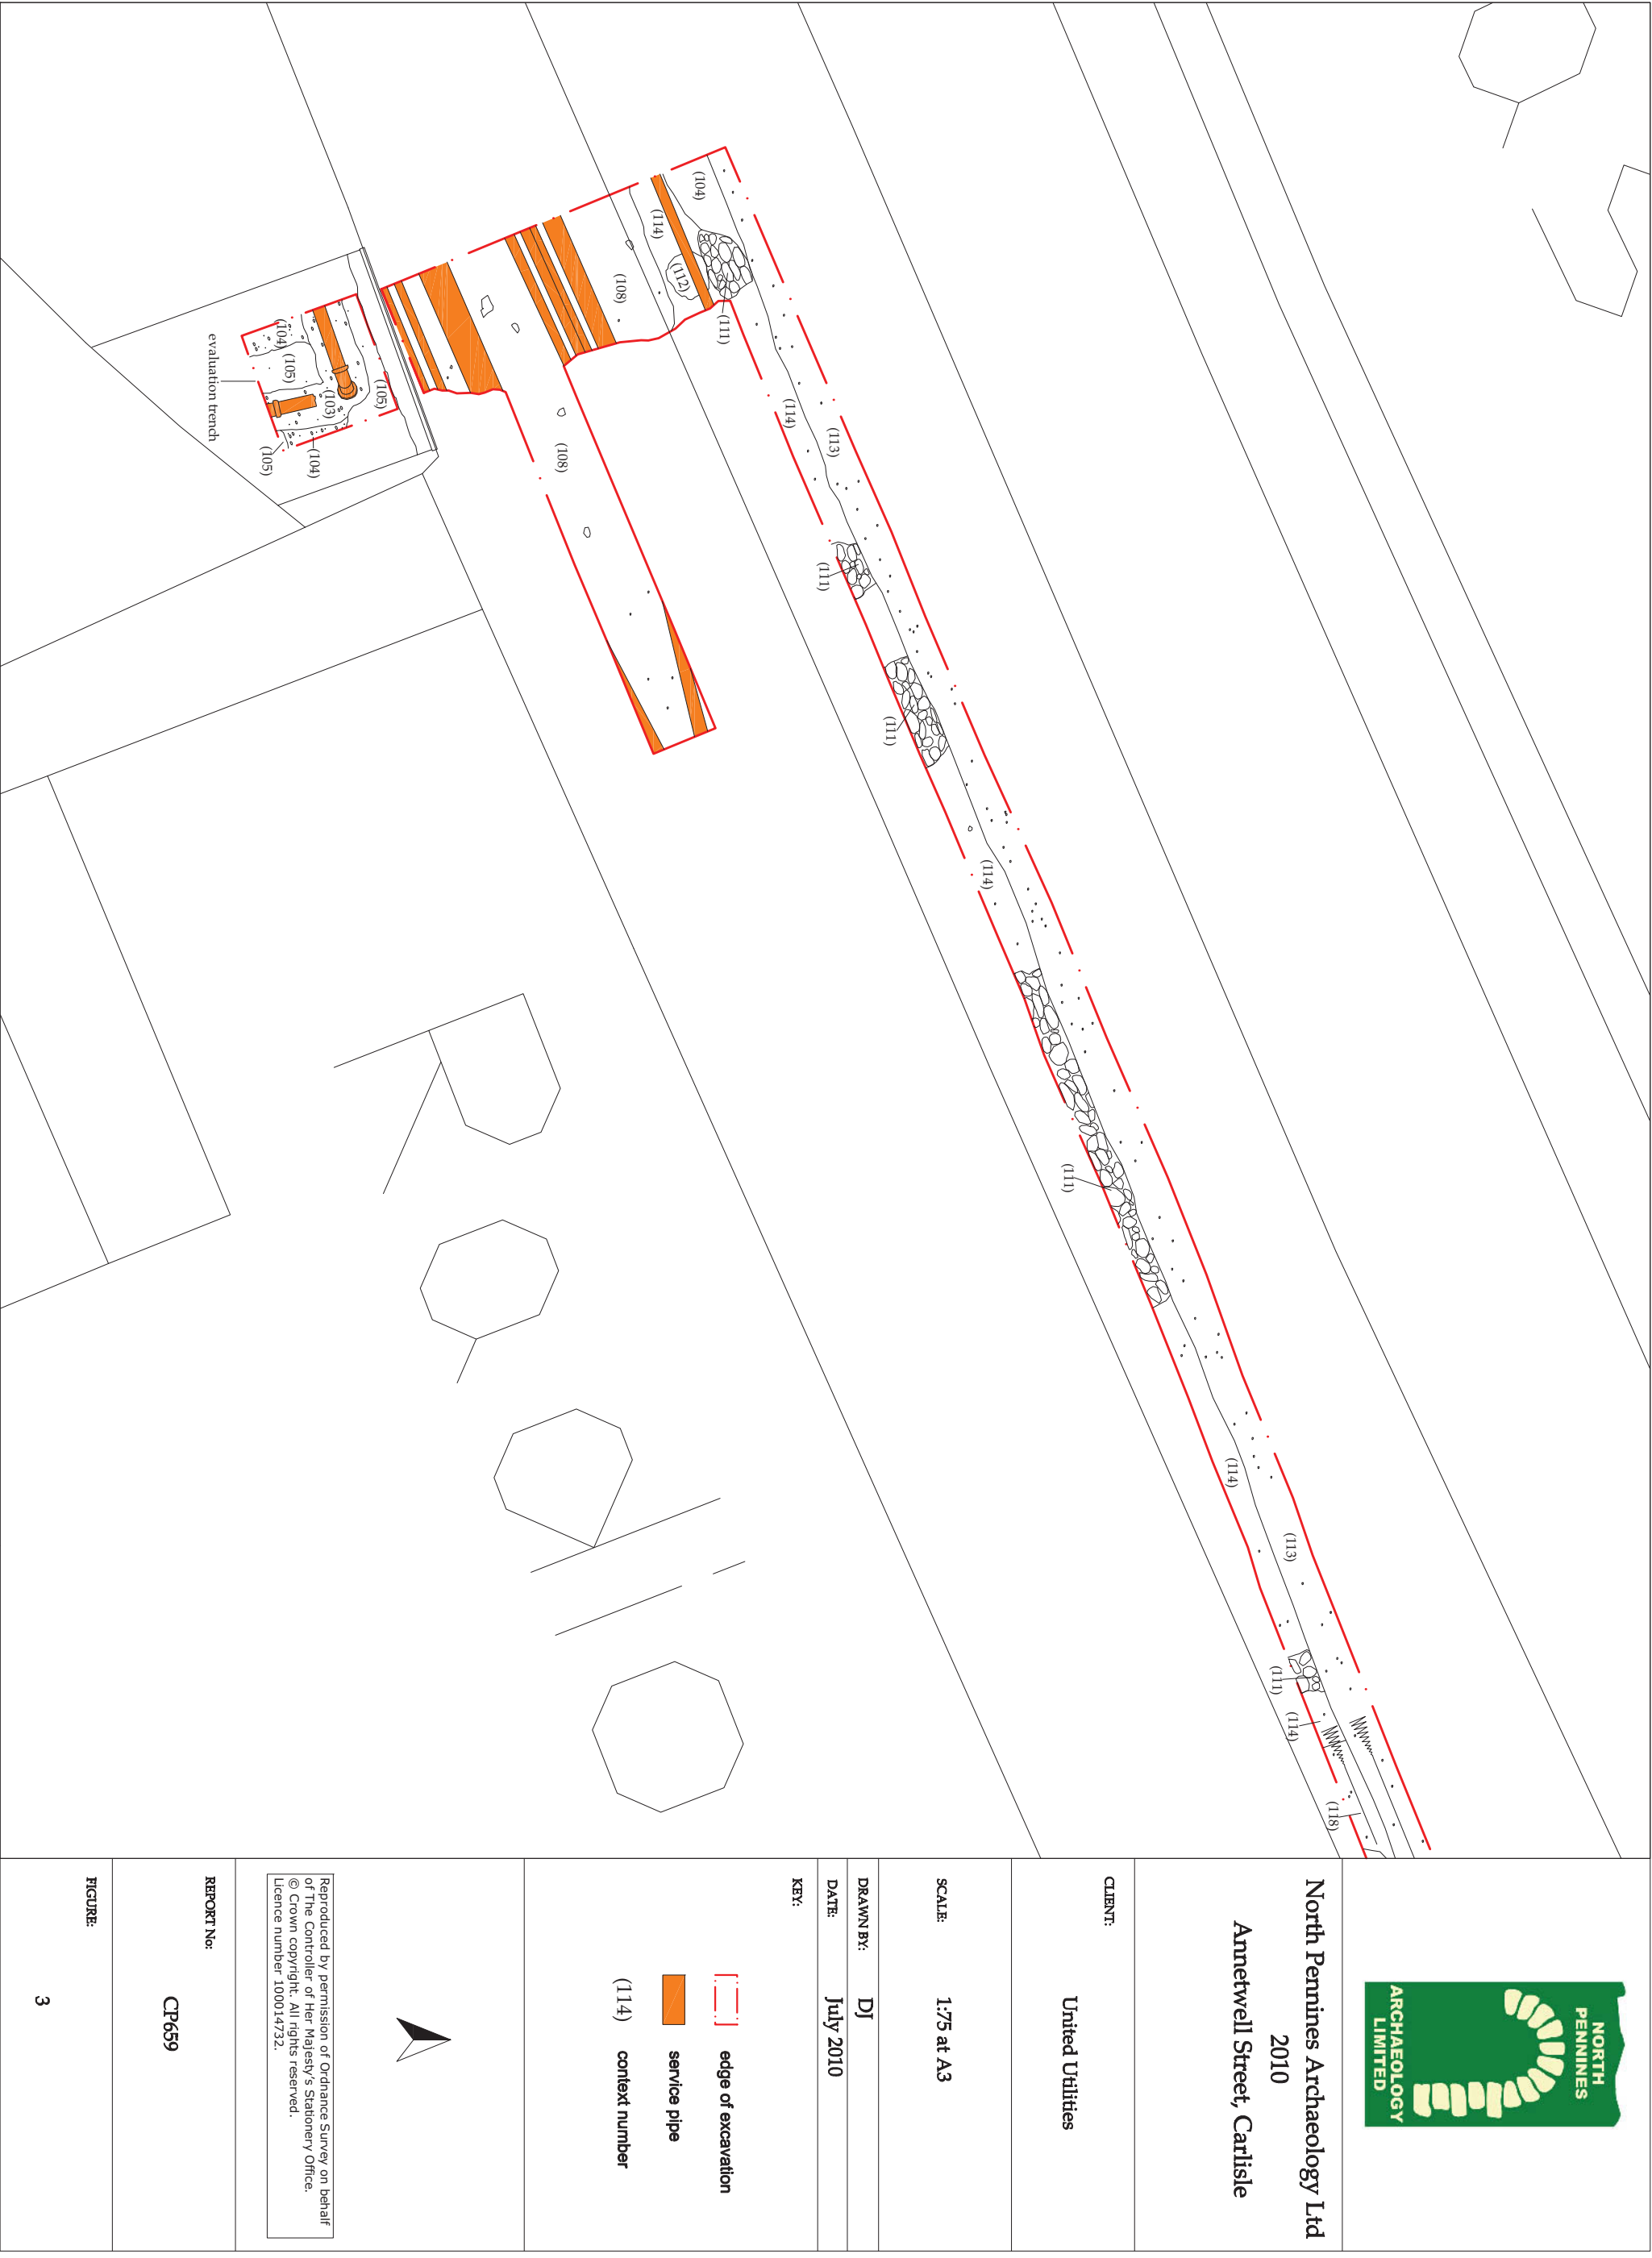 NORTH
PENNINES
ARCHAEOLOGY
LIMITED
North Pennines Archaeology Ltd
2010
Annetwell Street, Carlisle
CLIENT:
United Utilities
SCALE: 1:75 at A3
DRAWN BY: DJ
DATE: July 2010
KEY:
edge of excavation
service pipe
(114) context number
Reproduced by permission of Ordnance Survey on behalf
of The Controller of Her Majesty's Stationery Office.
© Crown copyright. All rights reserved.
Licence number 100014732.
REPORT No:
CP659
FIGURE:
3
(104)
(114)
(112)
(111)
(108)
(108)
(113)
(114)
(111)
(111)
(114)
(111)
(114)
(113)
(111)
(114)
(118)
(105)
(103)
(104)
(105)
(104)
(105)
evaluation trench